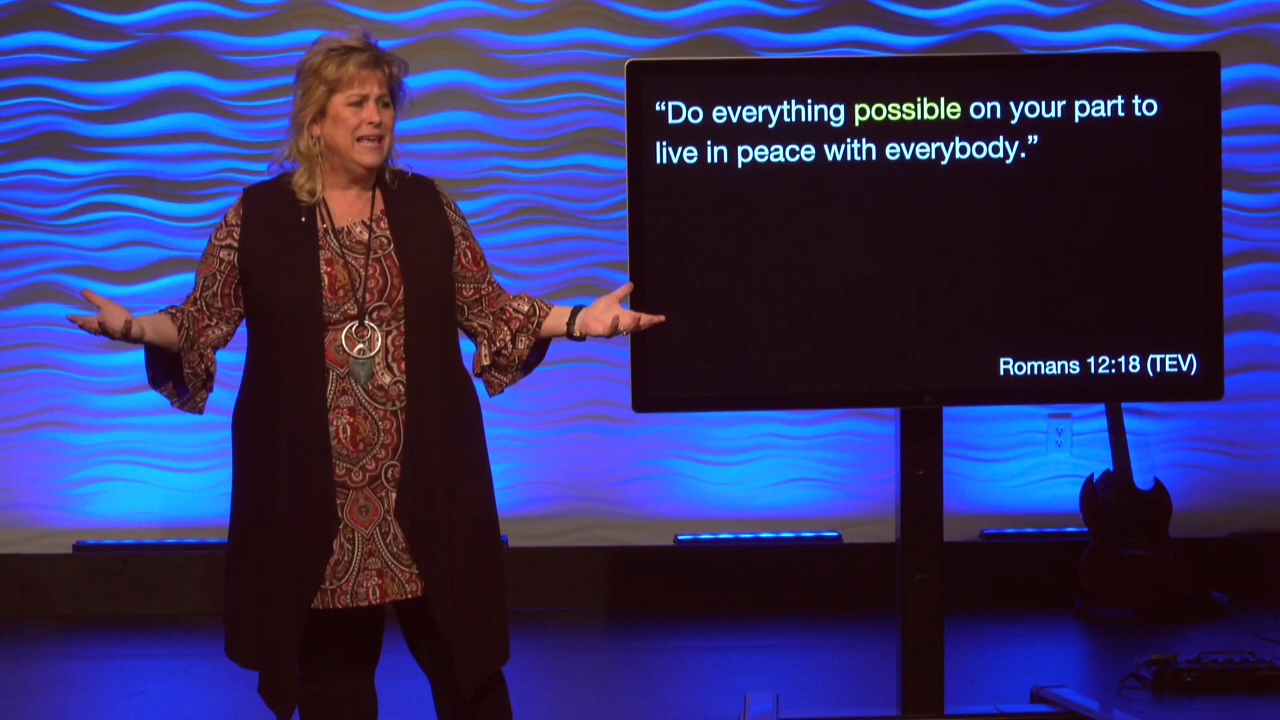 “Do everything possible on your part to
live in peace with everybody.”
Romans 12:18 (TEV)